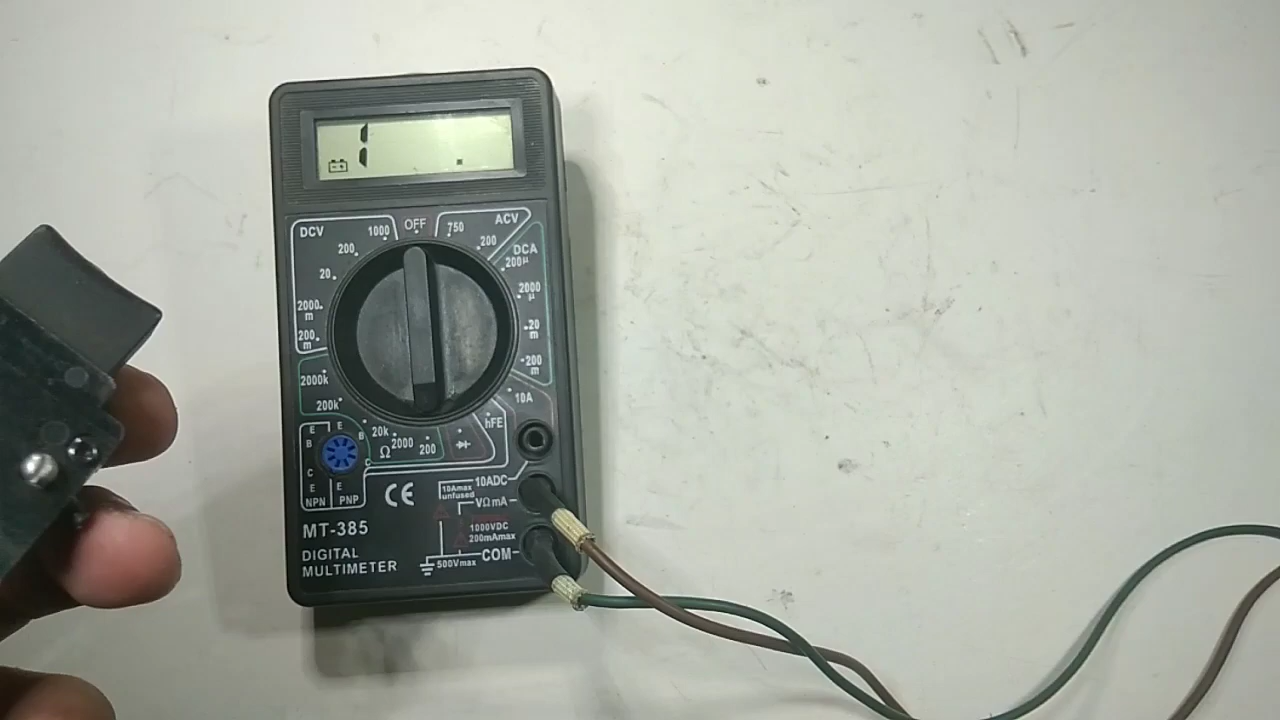 1
DCV
1000
OFF
750
ACV
200
200
DCA
200µ
20
2000
µ
2000
m
20
m
200
m
200
m
2000k
200k
10A
hFE
20k
2000
200
Ω
E
E
B
B
C
C
E
E
NPN
PNP
CE
10Amax
unfused
10ADC
VΩmA
1000VDC
200mAmax
COM
500Vmax
MT-385
DIGITAL
MULTIMETER